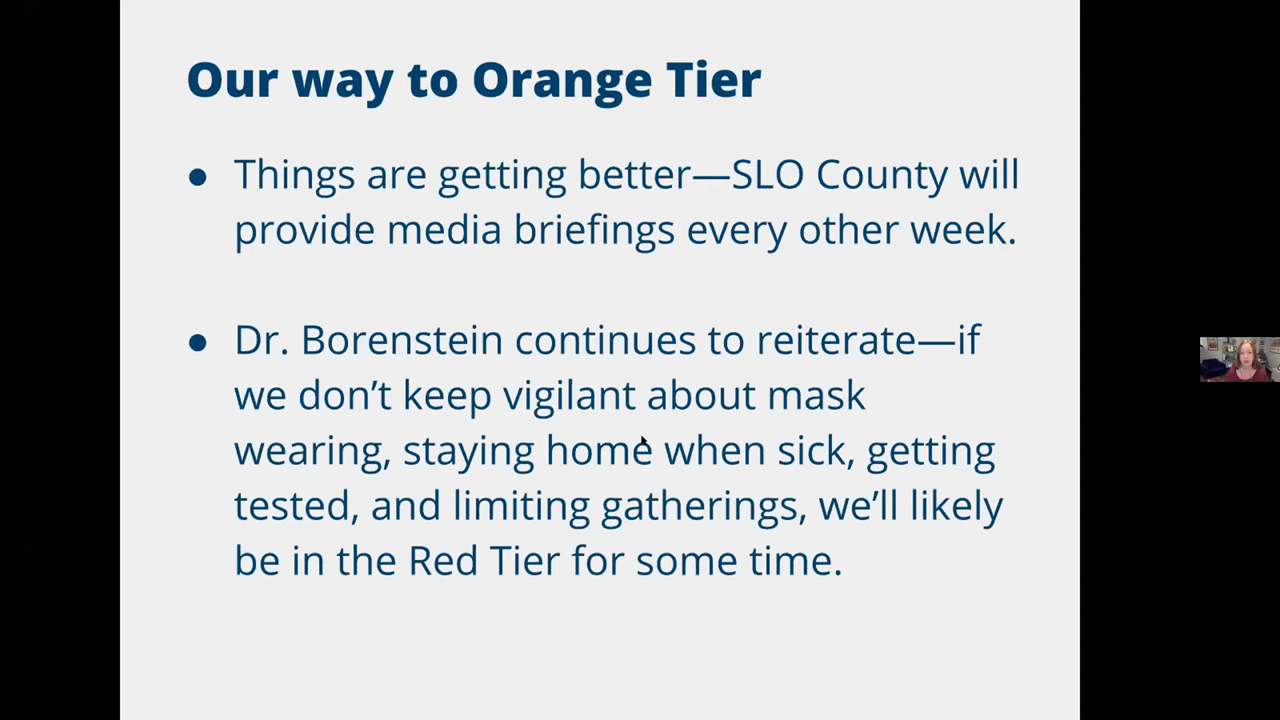 Our way to Orange Tier
● Things are getting better—SLO County will
provide media briefings every other week.
● Dr. Borenstein continues to reiterate—if
we don’t keep vigilant about mask
wearing, staying home when sick, getting
tested, and limiting gatherings, we’ll likely
be in the Red Tier for some time.